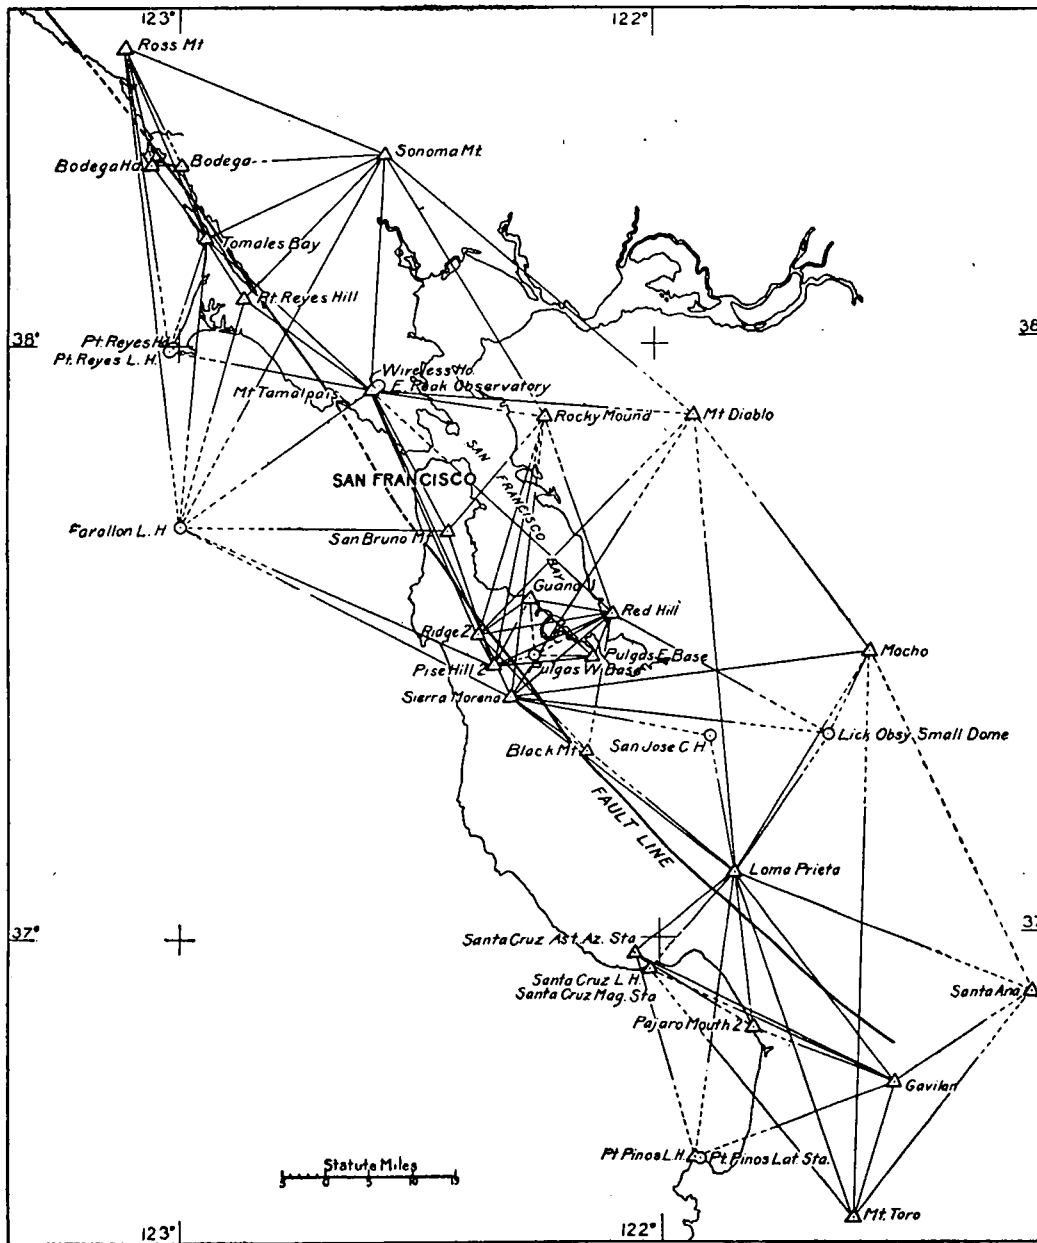 123°
122°
Ross Mt
Sonoma Mt
Bodega Hd
Bodega
Tomales Bay
Pt. Reyes Hill
38°
38
Pt. Reyes Hd
Pt. Reyes L. H.
Wireless Ho.
E. Peak Observatory
Mt Tamalpais
Rocky Mound
Mt Diablo
SAN FRANCISCO BAY
SAN FRANCISCO
Farallon L. H
San Bruno Mt
Guano 11
Red Hill
Ridge 2
Pulgas E. Base
Mocho
Pise Hill 2
Pulgas W. Base
Sierra Morena
Black Mt
San Jose C H
Lick Obsy Small Dome
FAULT LINE
Loma Prieta
37°
37
Santa Cruz Ast. Az. Sta
Santa Cruz L H.
Santa Cruz Mag. Sta
Santa Ana
Pajaro Mouth 2
Gavilan
Pt Pinos L.H.
Pt. Pinos Lat. Sta.
Statute Miles
5 0 5 10 15
Mt. Toro
123°
122°